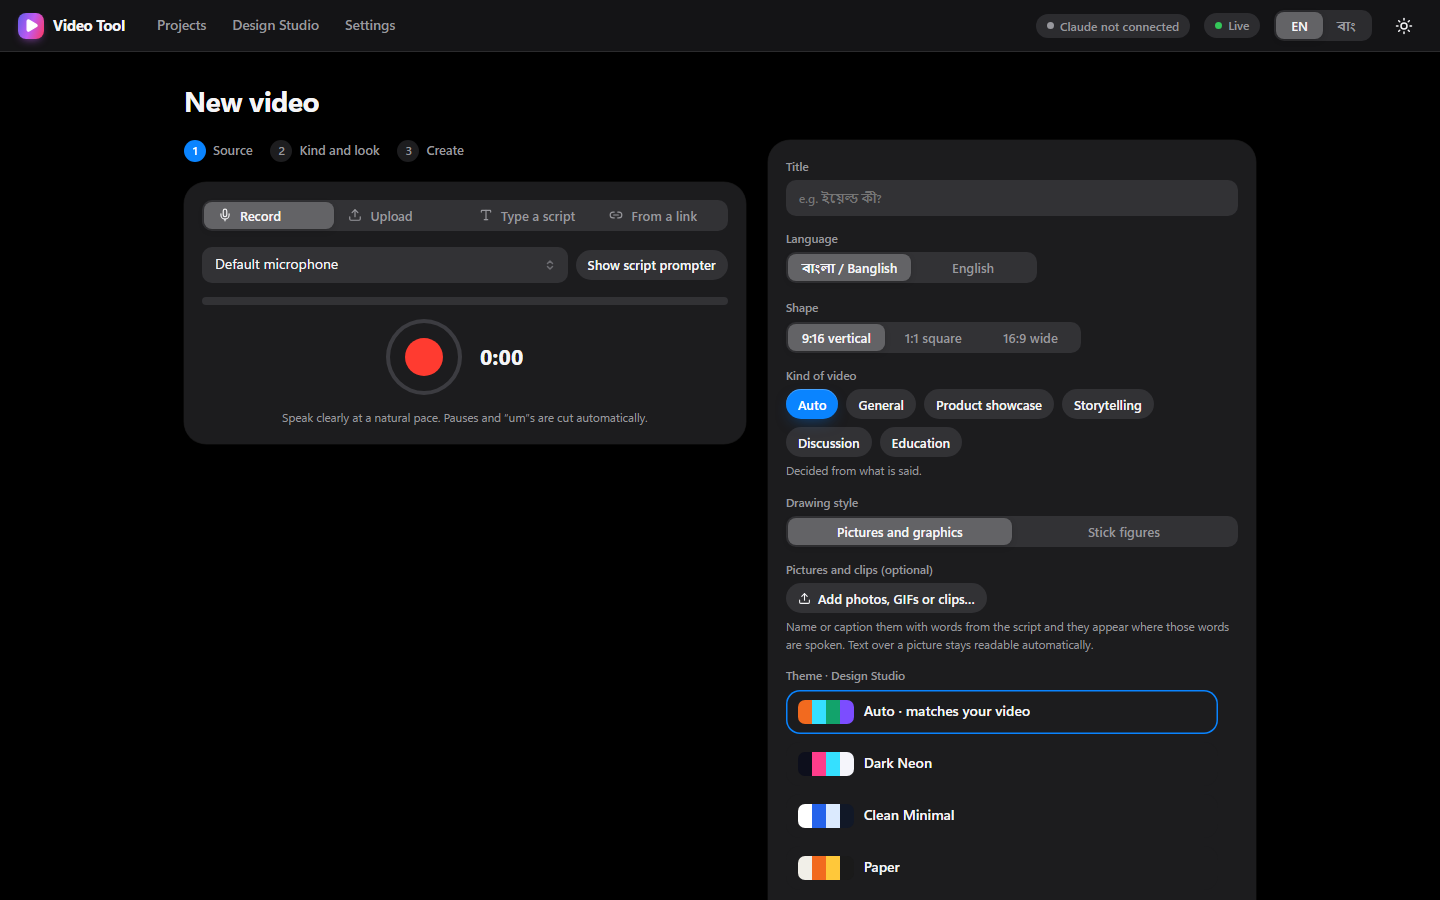 Video Tool
Projects
Design Studio
Settings
Claude not connected
Live
EN
বাং
New video
1 Source
2 Kind and look
3 Create
Record
Upload
Type a script
From a link
Default microphone
Show script prompter
0:00
Speak clearly at a natural pace. Pauses and "um"s are cut automatically.
Title
e.g. ইয়েল্ড কী?
Language
বাংলা / Banglish
English
Shape
9:16 vertical
1:1 square
16:9 wide
Kind of video
Auto
General
Product showcase
Storytelling
Discussion
Education
Decided from what is said.
Drawing style
Pictures and graphics
Stick figures
Pictures and clips (optional)
Add photos, GIFs or clips...
Name or caption them with words from the script and they appear where those words
are spoken. Text over a picture stays readable automatically.
Theme · Design Studio
Auto · matches your video
Dark Neon
Clean Minimal
Paper